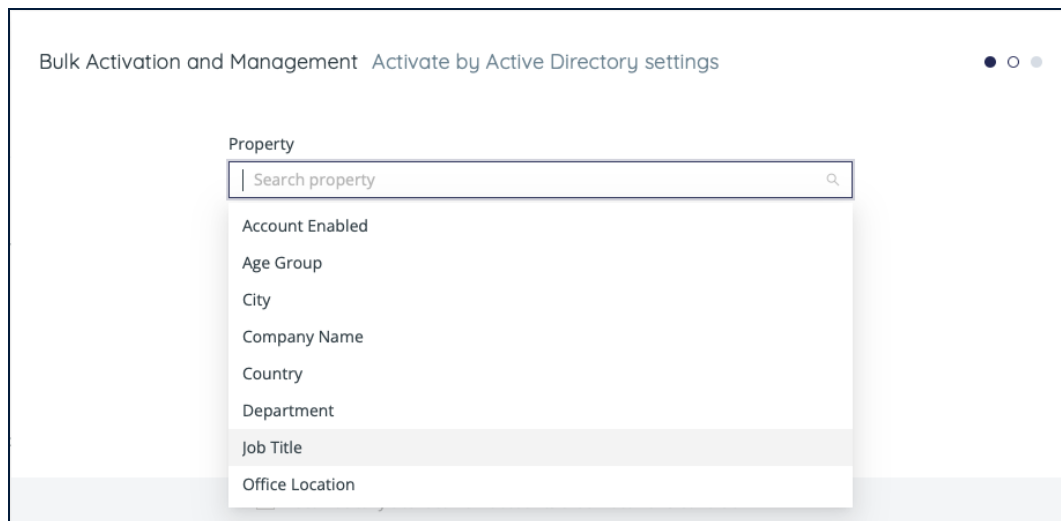 Bulk Activation and Management Activate by Active Directory settings
Property
Search property
Account Enabled
Age Group
City
Company Name
Country
Department
Job Title
Office Location